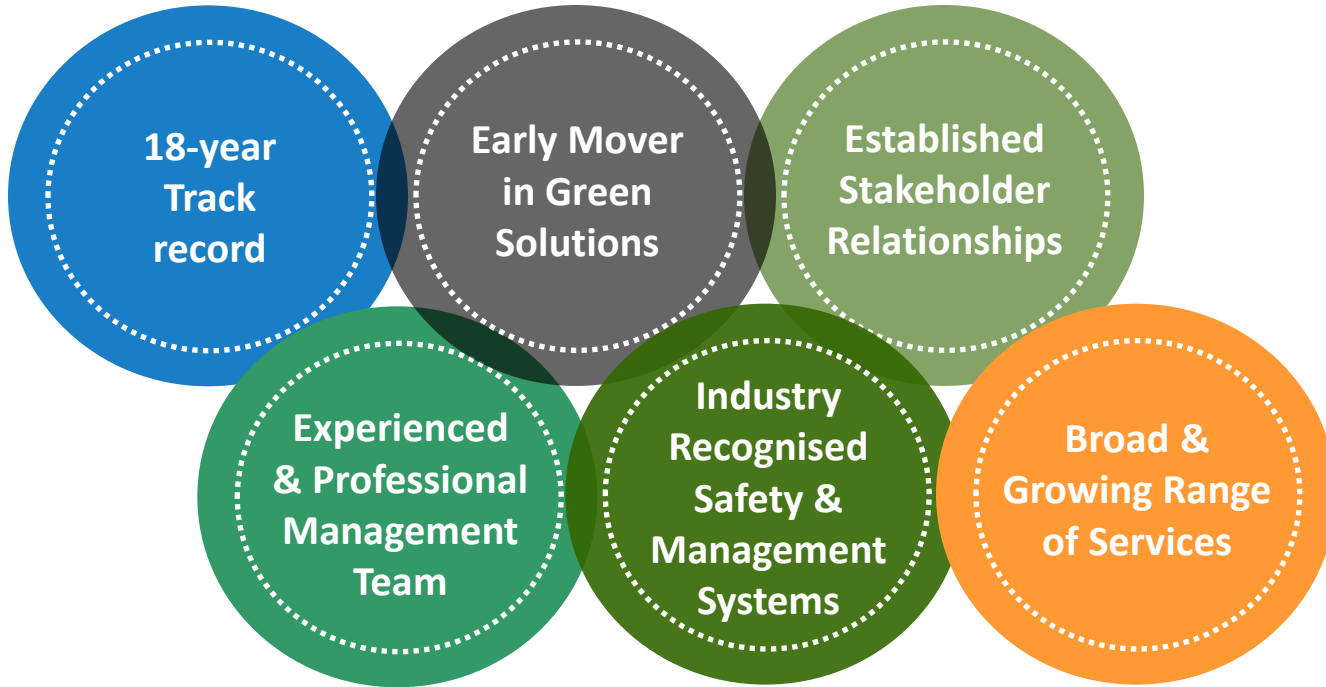 18-year
Track
record
Early Mover
in Green
Solutions
Established
Stakeholder
Relationships
Experienced
& Professional
Management
Team
Industry
Recognised
Safety &
Management
Systems
Broad &
Growing Range
of Services